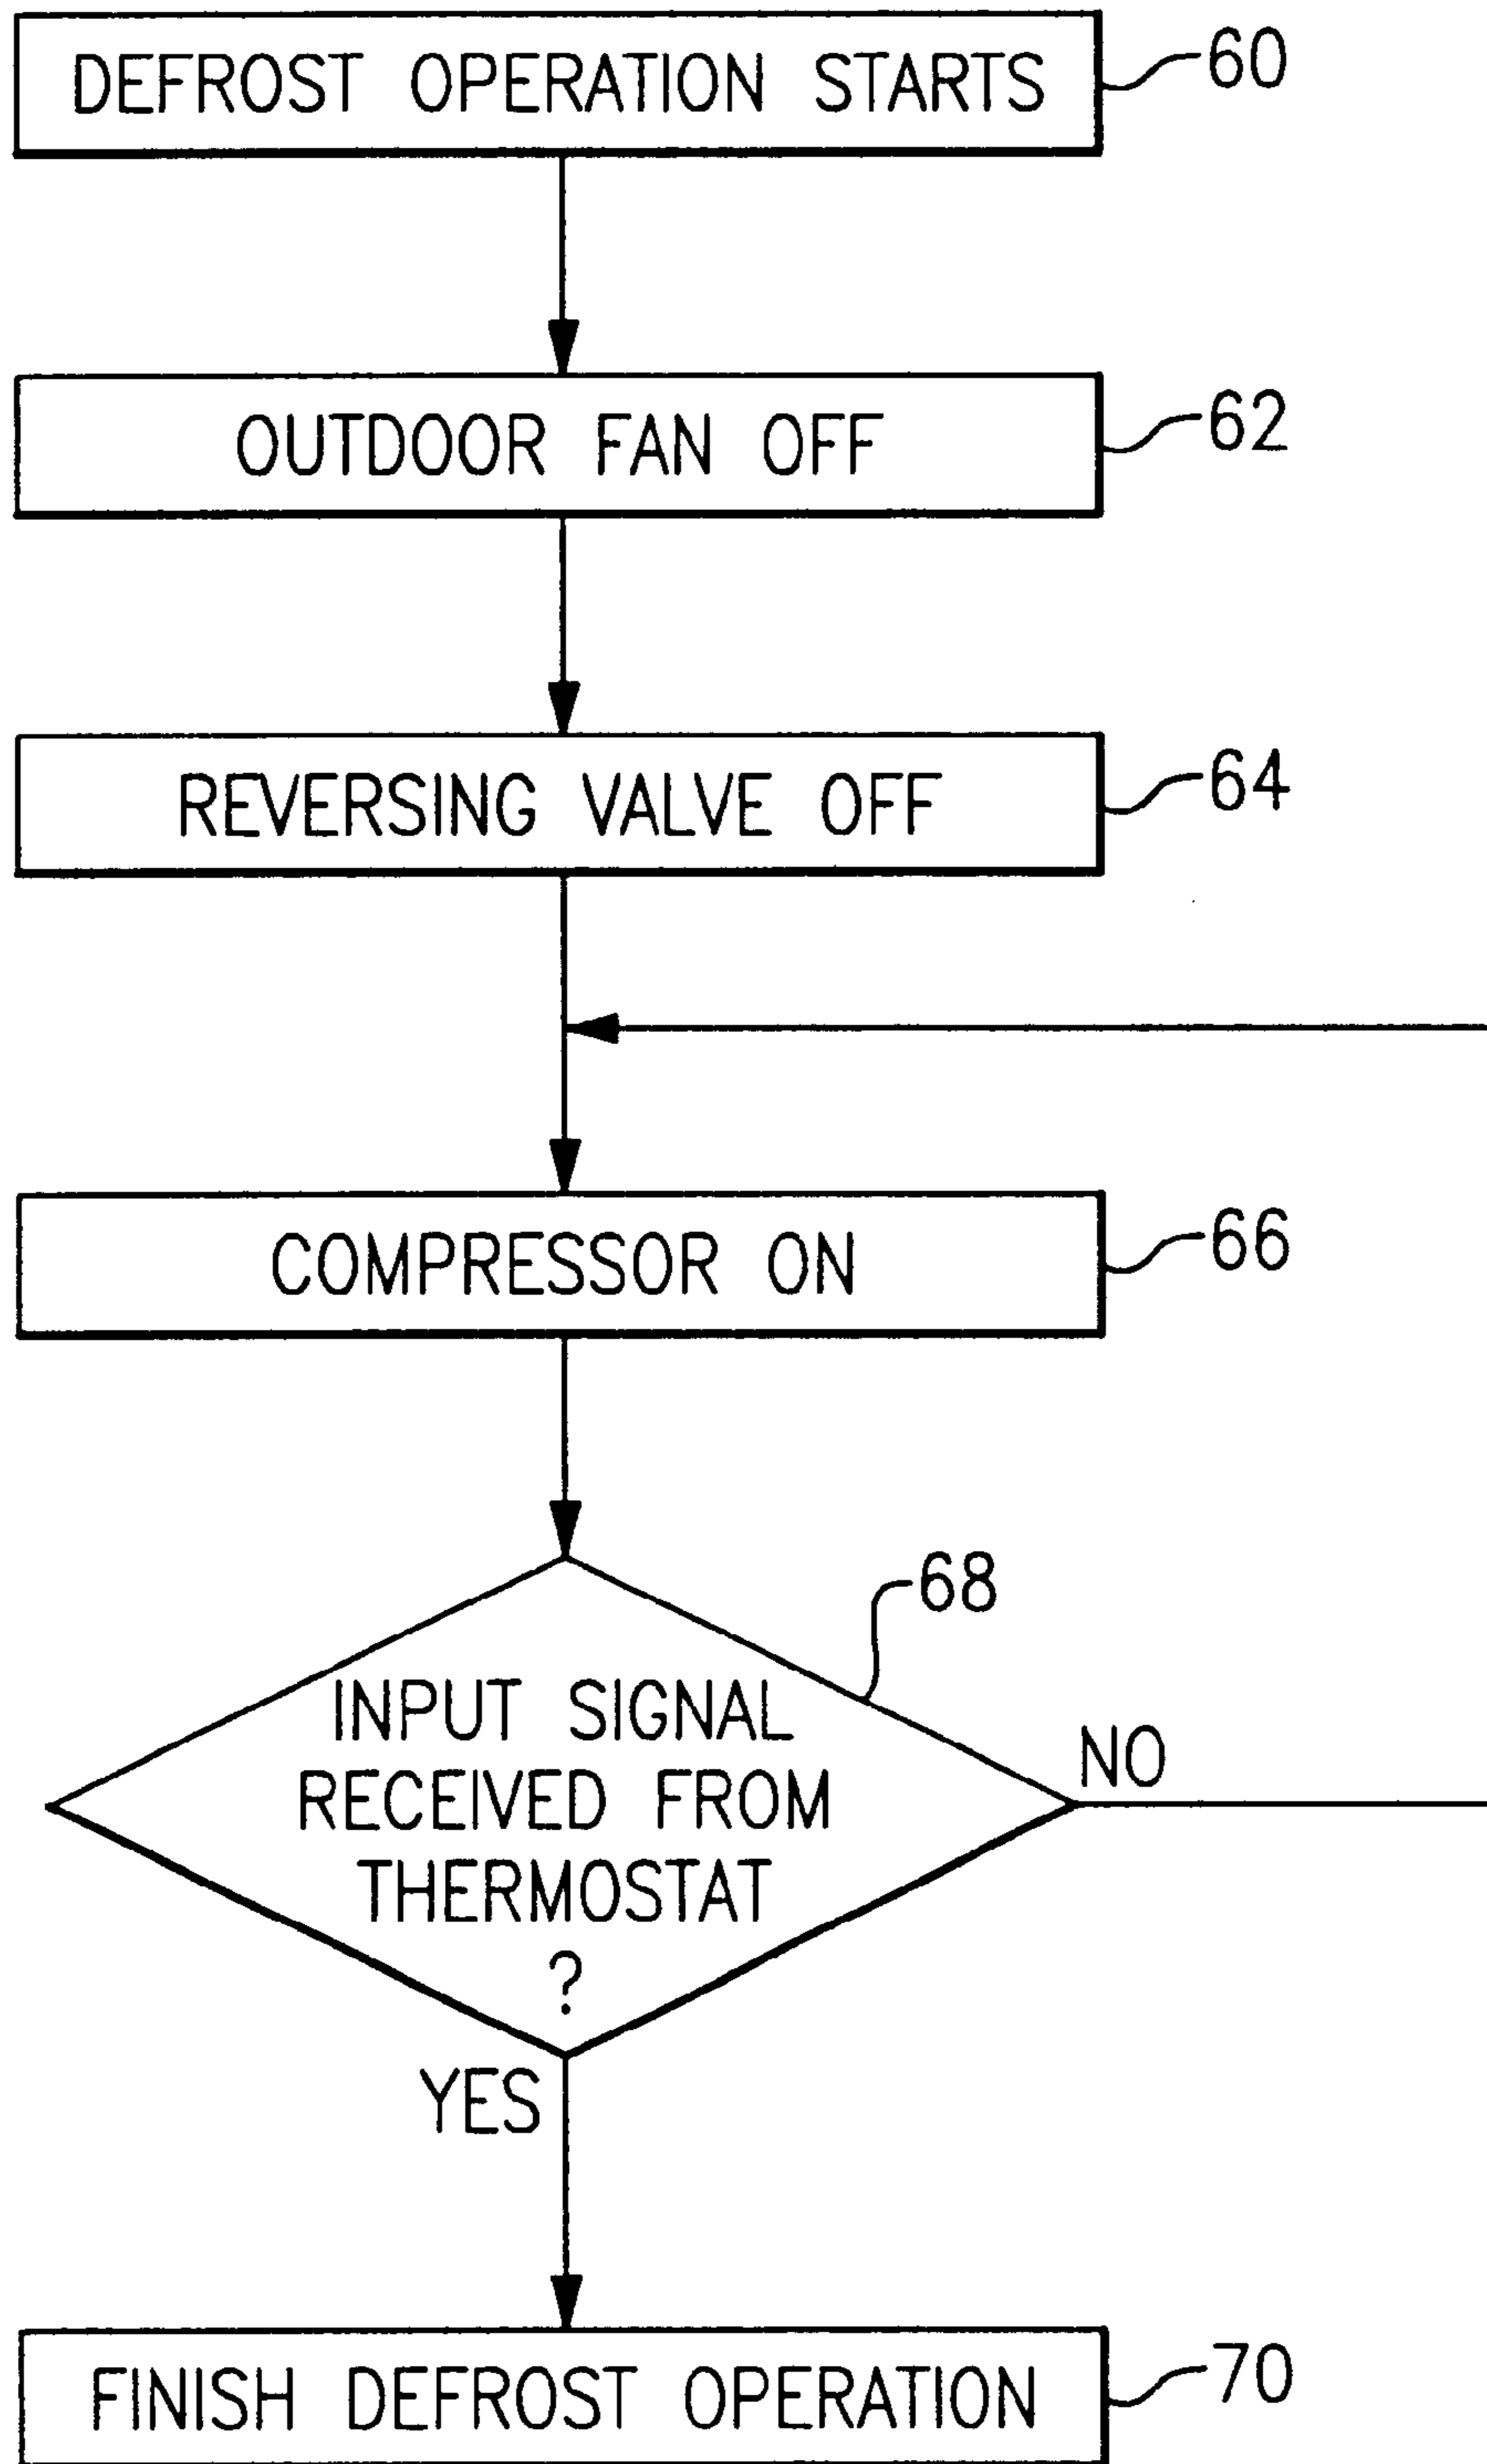 DEFROST OPERATION STARTS 60
OUTDOOR FAN OFF 62
REVERSING VALVE OFF 64
COMPRESSOR ON 66
68
INPUT SIGNAL
RECEIVED FROM
THERMOSTAT
?
NO
YES
FINISH DEFROST OPERATION 70